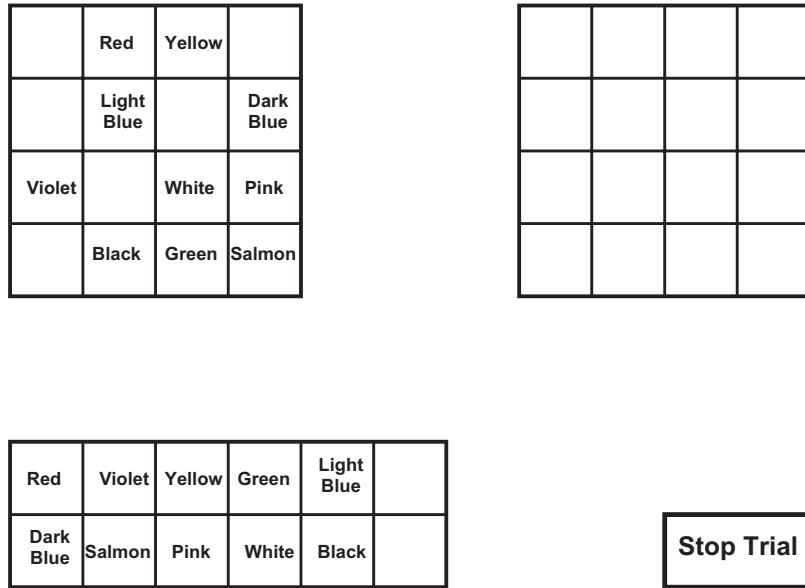 Red Yellow
Light Blue Dark Blue
Violet White Pink
Black Green Salmon
Red Violet Yellow Green Light Blue
Dark Blue Salmon Pink White Black
Stop Trial